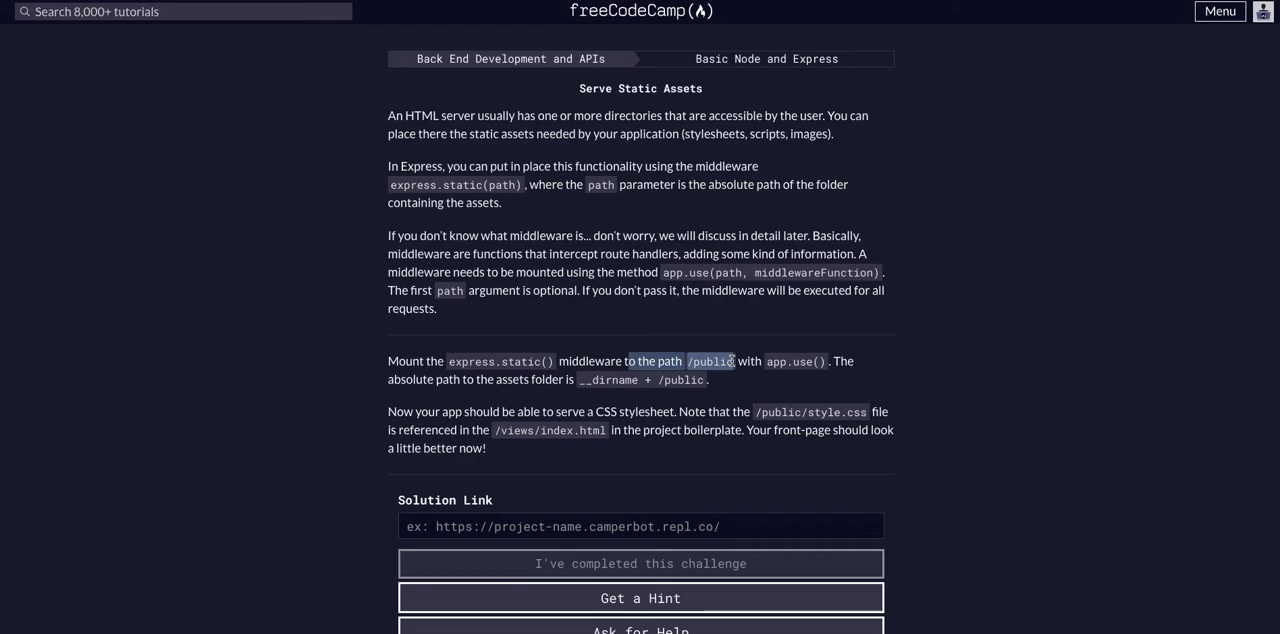 Search 8,000+ tutorials
freeCodeCamp
Menu
Back End Development and APIs
Basic Node and Express
Serve Static Assets
An HTML server usually has one or more directories that are accessible by the user. You can
place there the static assets needed by your application (stylesheets, scripts, images).
In Express, you can put in place this functionality using the middleware
express.static(path), where the path parameter is the absolute path of the folder
containing the assets.
If you don't know what middleware is... don't worry, we will discuss in detail later. Basically,
middleware are functions that intercept route handlers, adding some kind of information. A
middleware needs to be mounted using the method app.use(path, middlewareFunction).
The first path argument is optional. If you don't pass it, the middleware will be executed for all
requests.
Mount the express.static() middleware to the path /public with app.use(). The
absolute path to the assets folder is __dirname + /public.
Now your app should be able to serve a CSS stylesheet. Note that the /public/style.css file
is referenced in the /views/index.html in the project boilerplate. Your front-page should look
a little better now!
Solution Link
ex: https://project-name.camperbot.repl.co/
I've completed this challenge
Get a Hint
Ask for Help